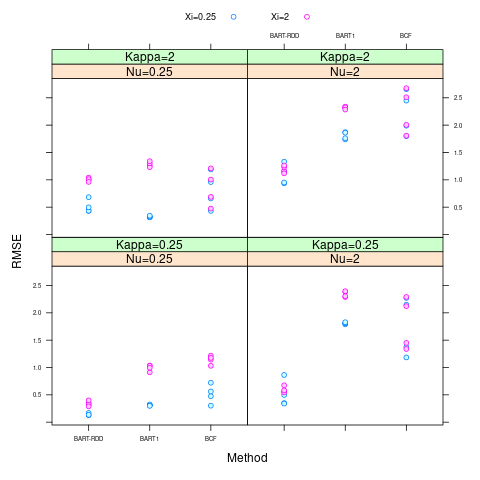 Xi=0.25 Xi=2
BART-RDD BART1 BCF
Kappa=2 Kappa=2
Nu=0.25 Nu=2
2.5
2.0
1.5
1.0
0.5
Kappa=0.25 Kappa=0.25
Nu=0.25 Nu=2
2.5
2.0
1.5
1.0
0.5
RMSE
BART-RDD BART1 BCF
Method